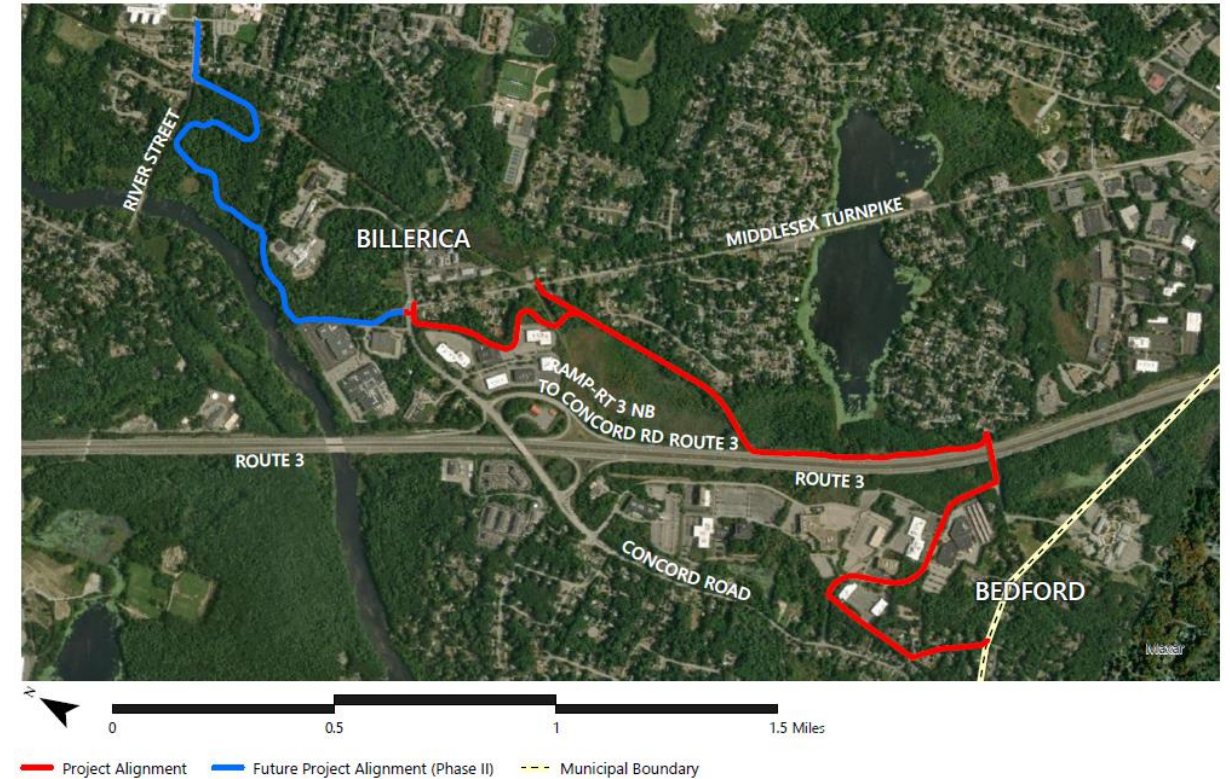 RIVER STREET
BILLERICA
MIDDLESEX TURNPIKE
RAMP-RT 3 NB
TO CONCORD RD ROUTE 3
ROUTE 3
ROUTE 3
CONCORD ROAD
BEDFORD
Maxar
N
0 0.5 1 1.5 Miles
Project Alignment Future Project Alignment (Phase II) Municipal Boundary